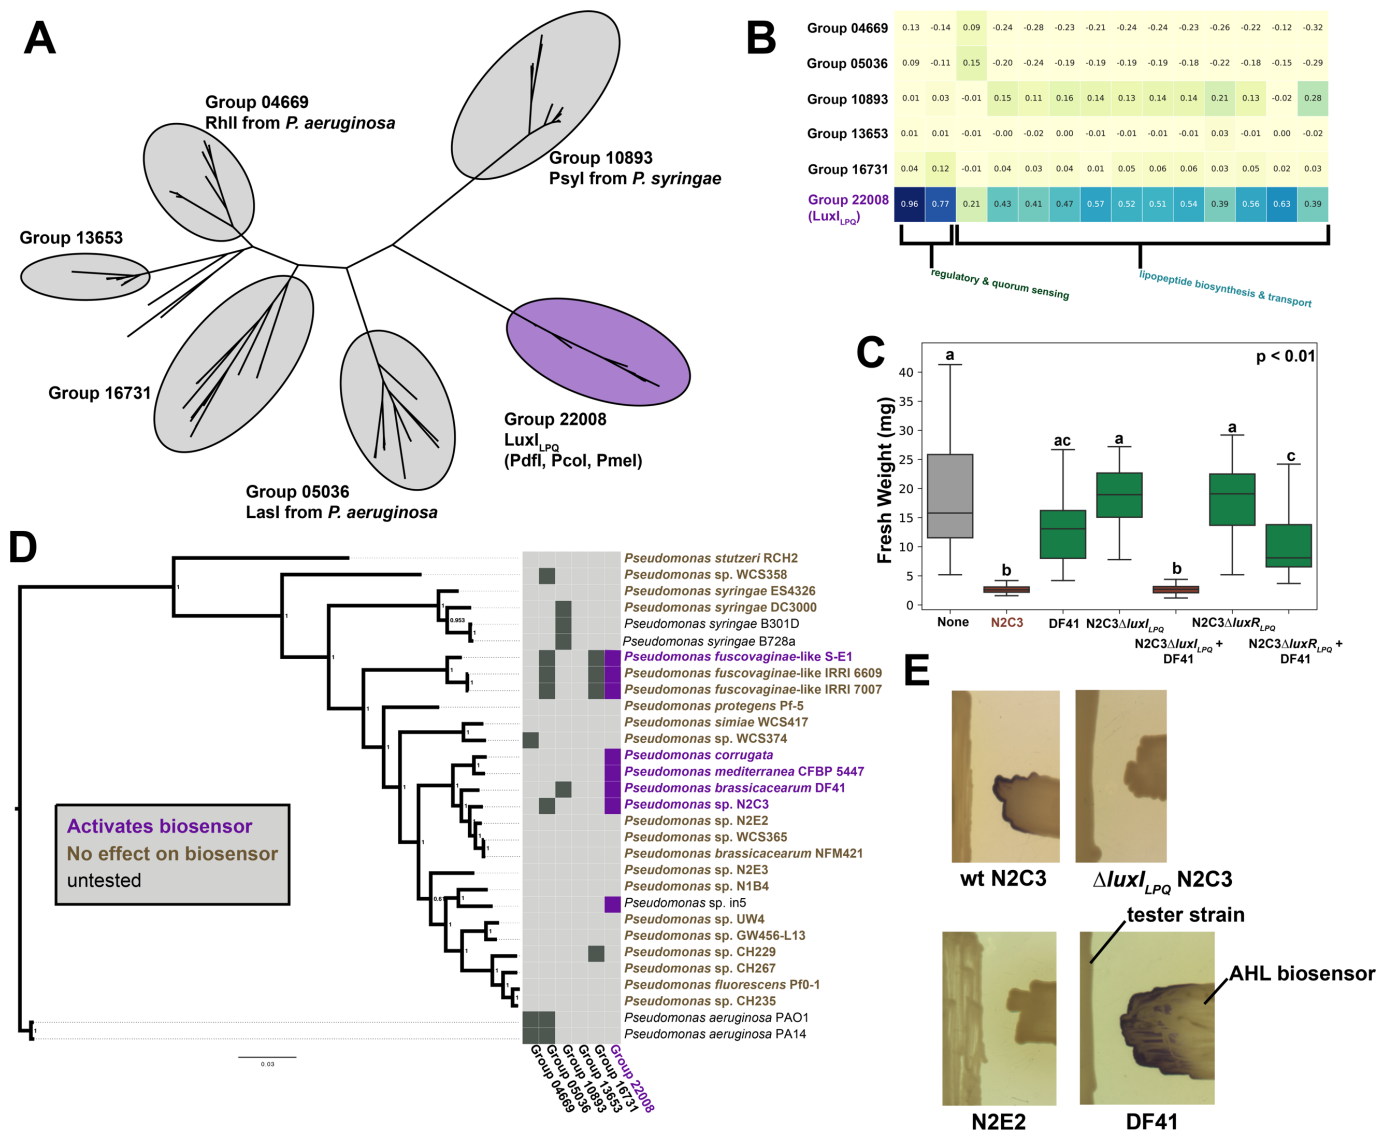 A
Group 04669
RhlI from P. aeruginosa
Group 10893
PsyI from P. syringae
Group 13653
Group 16731
Group 22008
LuxI_LPQ
(PdfI, PcoI, PmeI)
Group 05036
LasI from P. aeruginosa
B
Group 04669 0.13 -0.14 0.09 -0.24 -0.28 -0.23 -0.21 -0.24 -0.24 -0.23 -0.26 -0.22 -0.12 -0.32
Group 05036 0.09 -0.11 0.15 -0.20 -0.24 -0.19 -0.19 -0.19 -0.19 -0.18 -0.22 -0.18 -0.15 -0.29
Group 10893 0.01 0.03 -0.01 0.15 0.11 0.16 0.14 0.13 0.14 0.14 0.21 0.13 -0.02 0.28
Group 13653 0.01 0.01 -0.01 -0.00 -0.02 0.00 -0.01 -0.01 -0.01 -0.01 0.03 -0.01 0.00 -0.02
Group 16731 0.04 0.12 -0.01 0.04 0.03 0.04 0.01 0.05 0.06 0.06 0.03 0.05 0.02 0.03
Group 22008 0.96 0.77 0.21 0.43 0.41 0.47 0.57 0.52 0.51 0.54 0.39 0.56 0.63 0.39
(LuxI_LPQ)
regulatory & quorum sensing
lipopeptide biosynthesis & transport
C
p < 0.01
Fresh Weight (mg)
40
35
30
25
20
15
10
5
0
a
b
ac
a
b
a
c
None
N2C3
DF41
N2C3ΔluxI_LPQ
N2C3ΔluxI_LPQ +
DF41
N2C3ΔluxR_LPQ
N2C3ΔluxR_LPQ +
DF41
D
Pseudomonas stutzeri RCH2
Pseudomonas sp. WCS358
Pseudomonas syringae ES4326
Pseudomonas syringae DC3000
Pseudomonas syringae B301D
Pseudomonas syringae B728a
Pseudomonas fuscovaginae-like S-E1
Pseudomonas fuscovaginae-like IRRI 6609
Pseudomonas fuscovaginae-like IRRI 7007
Pseudomonas protegens Pf-5
Pseudomonas simiae WCS417
Pseudomonas sp. WCS374
Pseudomonas corrugata
Pseudomonas mediterranea CFBP 5447
Pseudomonas brassicacearum DF41
Pseudomonas sp. N2C3
Pseudomonas sp. N2E2
Pseudomonas sp. WCS365
Pseudomonas brassicacearum NFM421
Pseudomonas sp. N2E3
Pseudomonas sp. N1B4
Pseudomonas sp. in5
Pseudomonas sp. UW4
Pseudomonas sp. GW456-L13
Pseudomonas sp. CH229
Pseudomonas sp. CH267
Pseudomonas fluorescens Pf0-1
Pseudomonas sp. CH235
Pseudomonas aeruginosa PAO1
Pseudomonas aeruginosa PA14
0.953
Activates biosensor
No effect on biosensor
untested
0.03
Group 04669
Group 05036
Group 10893
Group 13653
Group 16731
Group 22008
E
wt N2C3
ΔluxI_LPQ N2C3
tester strain
AHL biosensor
N2E2
DF41